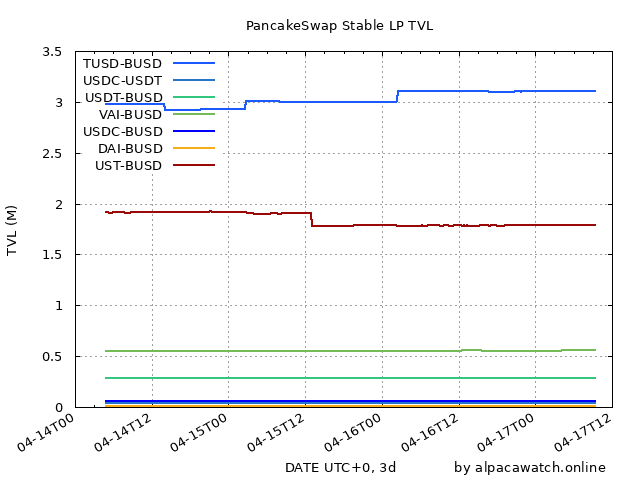 PancakeSwap Stable LP TVL
3.5
3
2.5
2
1.5
1
0.5
0
TVL (M)
TUSD-BUSD
USDC-USDT
USDT-BUSD
VAI-BUSD
USDC-BUSD
DAI-BUSD
UST-BUSD
04-14T00
04-14T12
04-15T00
04-15T12
04-16T00
04-16T12
04-17T00
04-17T12
DATE UTC+0, 3d
by alpacawatch.online